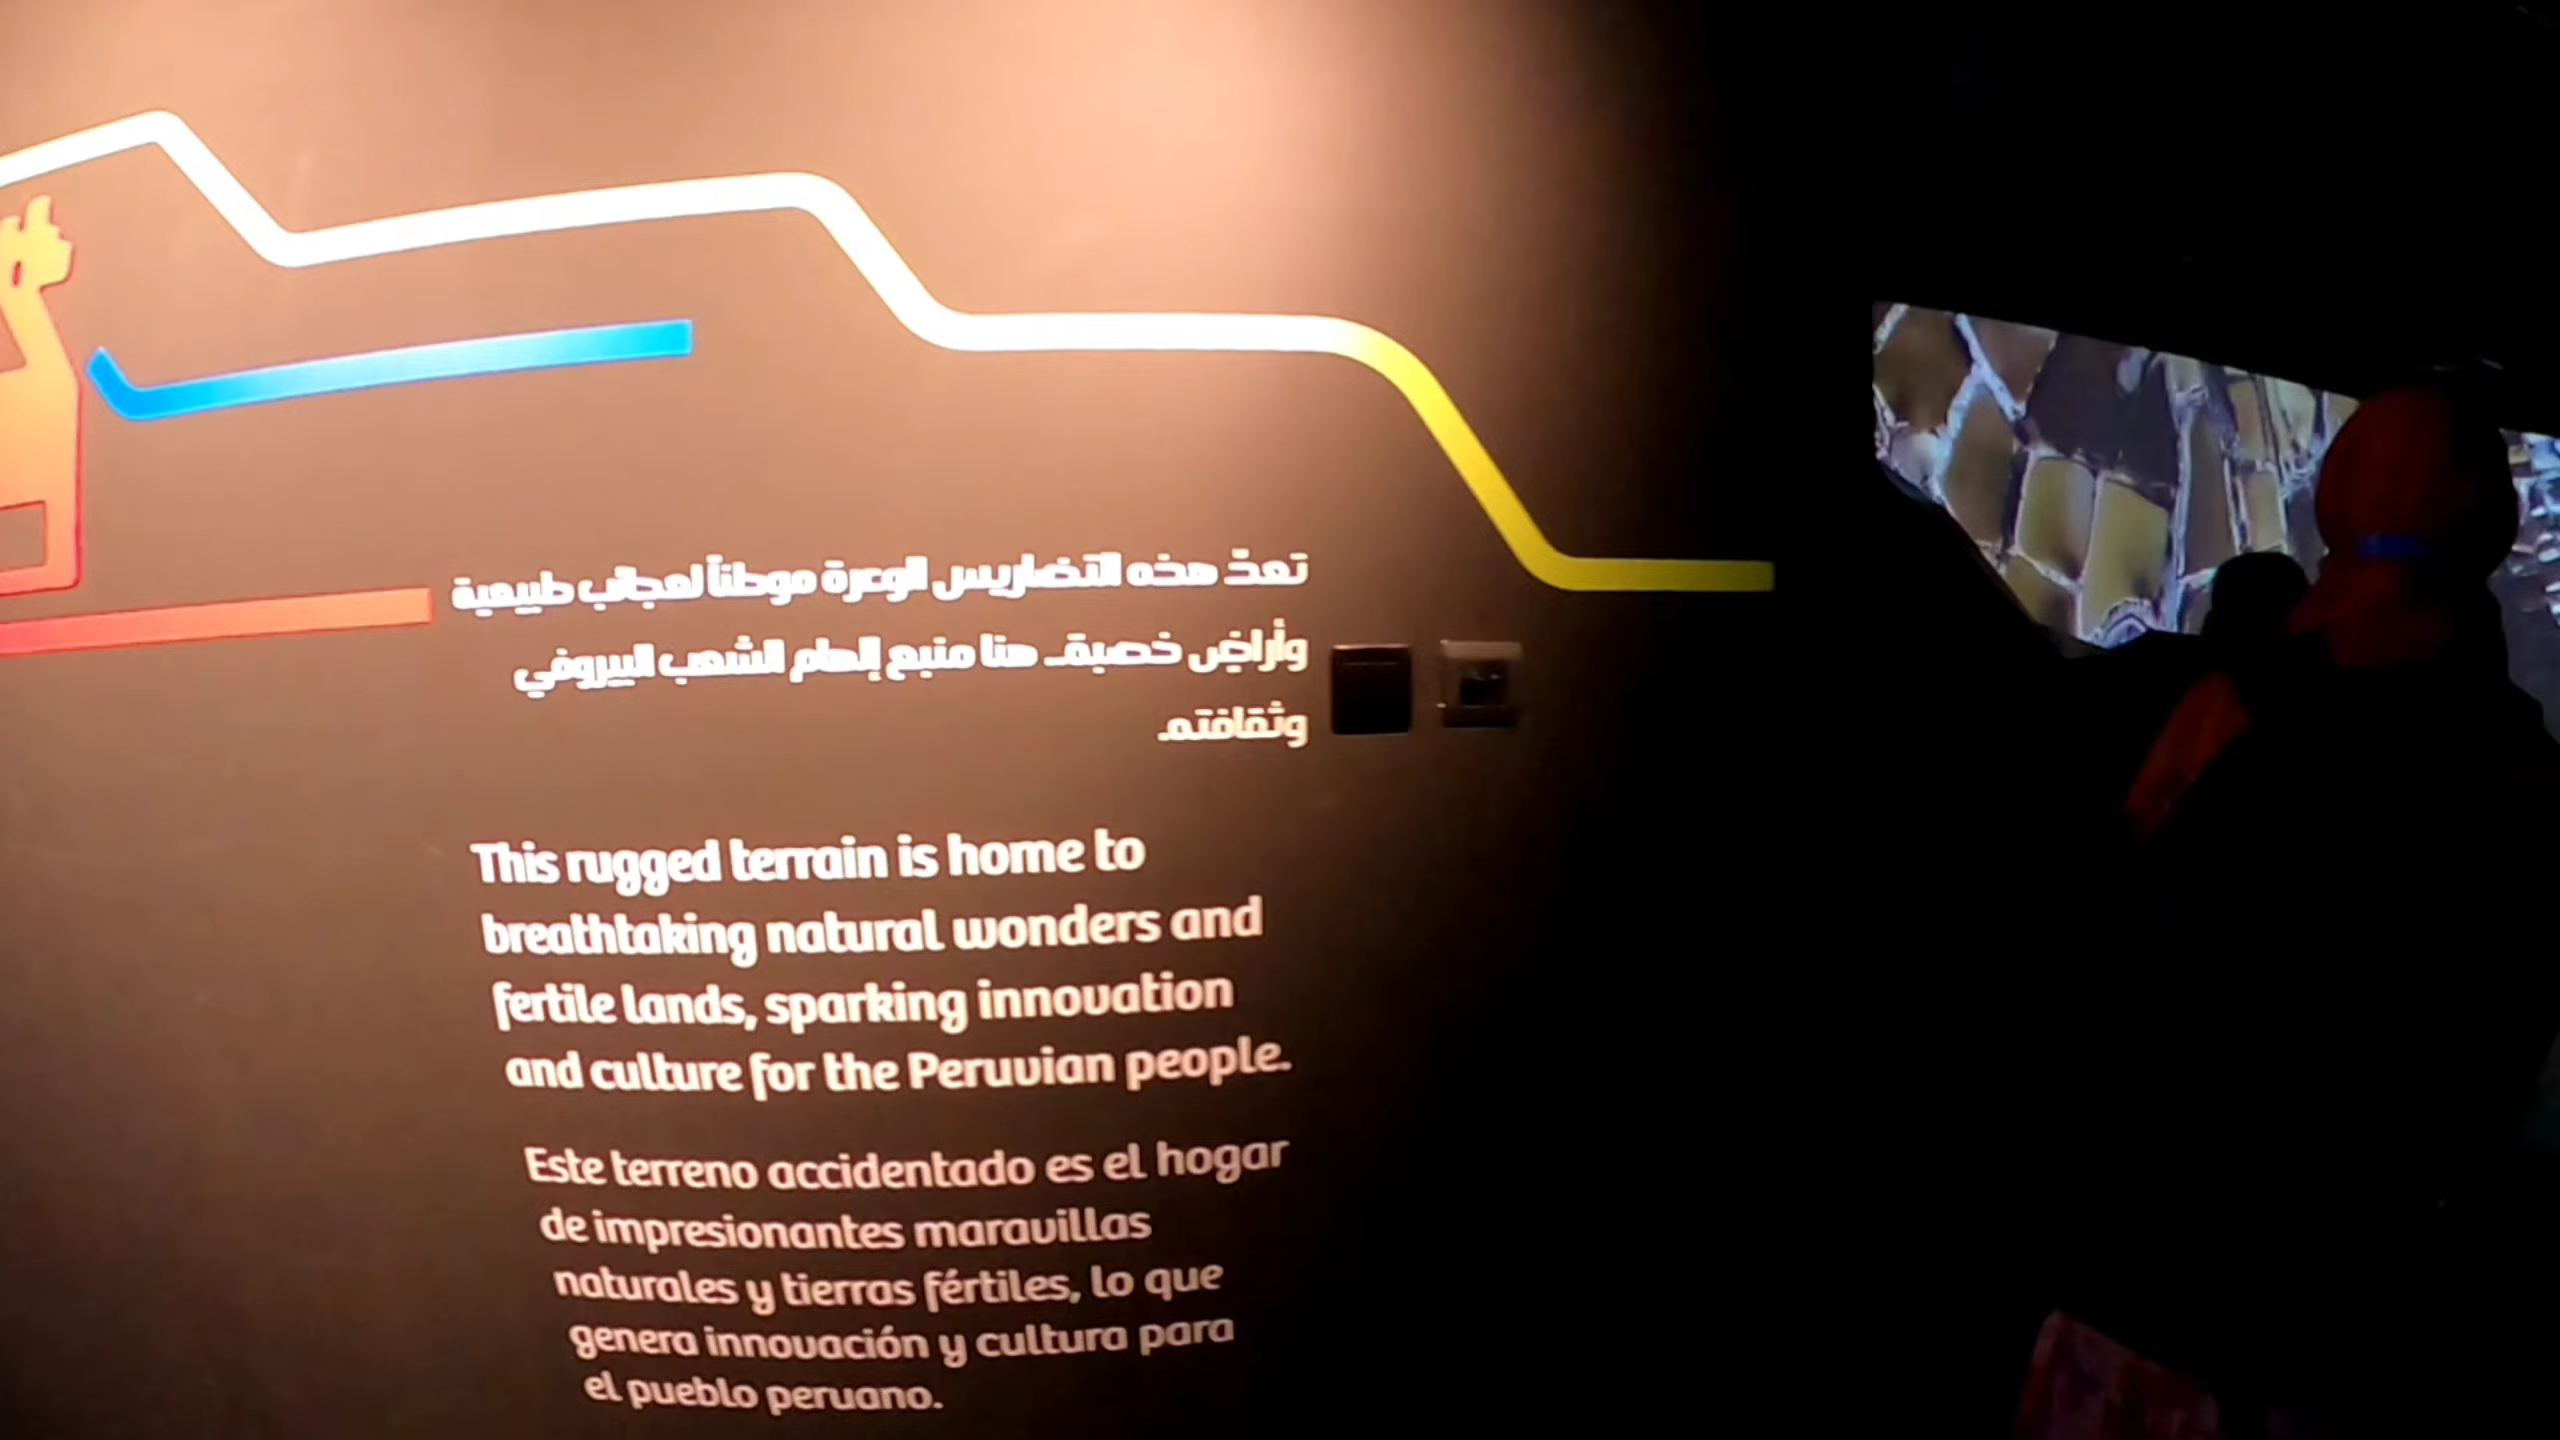 تعدّ هذه التضاريس الوعرة موطناً لعجائب طبيعية
وأراضٍ خصبة. هنا منبع إلهام الشعب البيروفي
وثقافته.
This rugged terrain is home to
breathtaking natural wonders and
fertile lands, sparking innovation
and culture for the Peruvian people.
Este terreno accidentado es el hogar
de impresionantes maravillas
naturales y tierras fértiles, lo que
genera innovación y cultura para
el pueblo peruano.